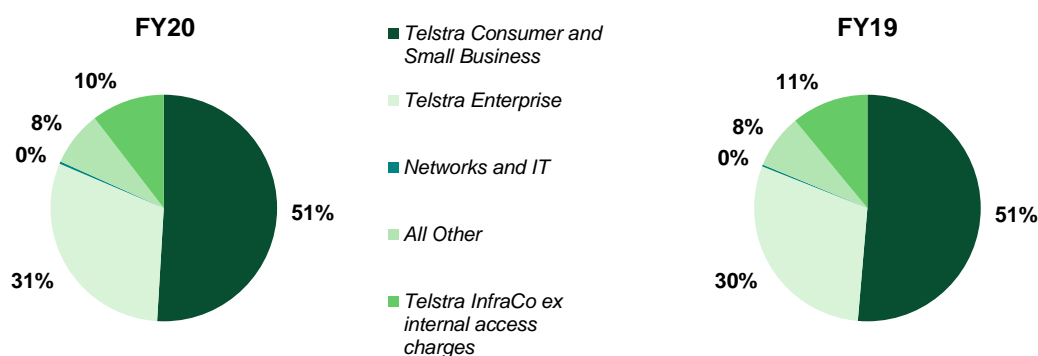 FY20
10%
8%
0%
51%
31%
Telstra Consumer and
Small Business
Telstra Enterprise
Networks and IT
All Other
Telstra InfraCo ex
internal access
charges
FY19
11%
8%
0%
51%
30%